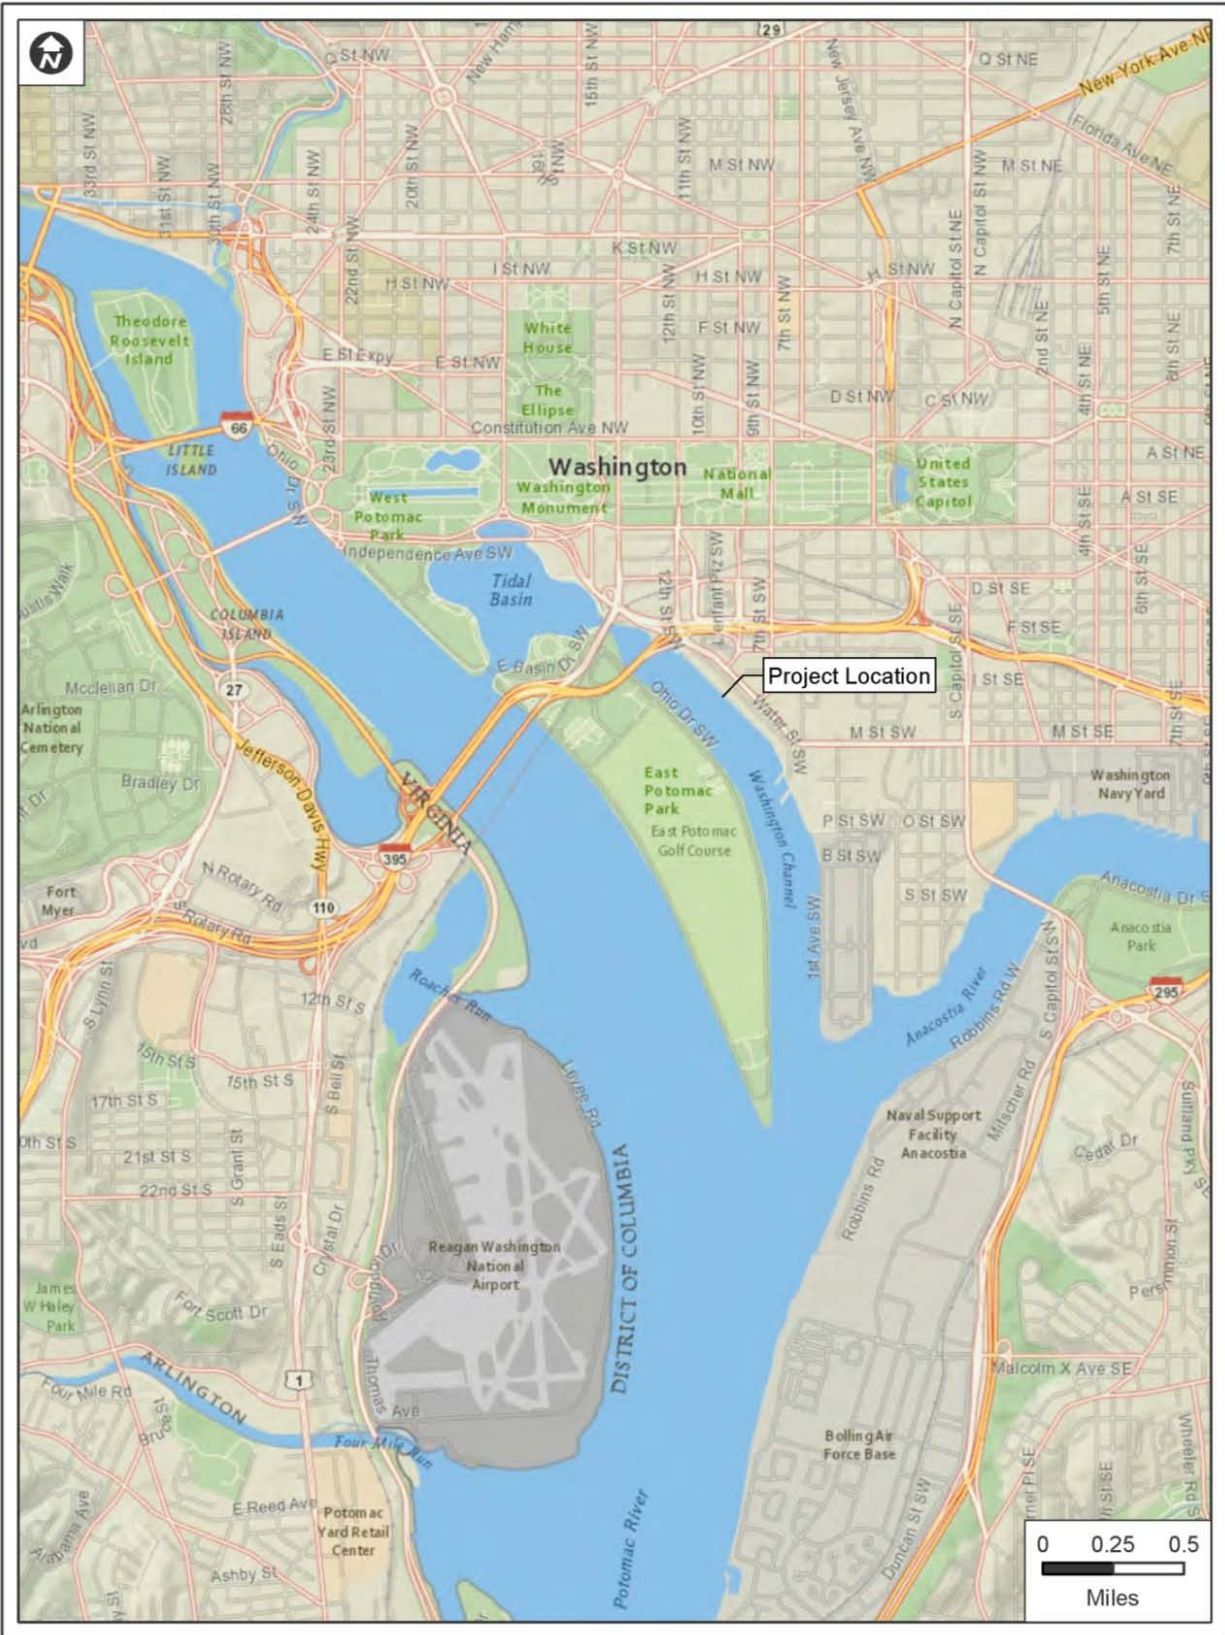 N
29
Q St NW
New Hamp
15th St NW
New Jersey Ave NW
Q St NE
New York Ave NE
28th St NW
Florida Ave NE
33rd St NW
31st St NW
30th St NW
24th St NW
20th St NW
16th St NW
11th St NW
M St NW
M St NE
7th St NE
22nd St NW
K St NW
I St NW
H St NW
H St NW
H St NW
N Capitol St NE
N Capitol St NW
5th St NE
12th St NW
7th St NW
Theodore
Roosevelt
Island
White
House
F St NW
2nd St NE
6th St NE
E St Expy
E St NW
The
Ellipse
10th St NW
9th St NW
D St NW
C St NW
4th St NE
66
Constitution Ave NW
23rd St NW
LITTLE
ISLAND
Ohio Dr SW
Washington
National
Mall
United
States
Capitol
A St NE
West
Potomac
Park
Washington
Monument
A St SE
4th St SE
Independence Ave SW
Tidal
Basin
12th St SW
L'enfant Plz SW
7th St SW
D St SE
6th St SE
ustis Walk
COLUMBIA
ISLAND
F St SE
E Basin Dr SW
S Capitol St SE
Project Location
I St SE
Mcclellan Dr
27
Ohio Dr SW
Water St SW
7th St SE
Arlington
National
Cemetery
M St SW
M St SE
Jefferson-Davis Hwy
Bradley Dr
VIRGINIA
East
Potomac
Park
East Potomac
Golf Course
Washington Channel
Washington
Navy Yard
P St SW
O St SW
395
B St SW
N Rotary Rd
Fort
Myer
110
S St SW
Anacostia Dr S
S Rotary Rd
vd
1st Ave SW
Anacostia
Park
S Lynn St
Roaches Run
12th St S
Anacostia River
Robbins Rd W
S Capitol St SW
295
15th St S
15th St S
Levee Rd
S Bell St
Mitscher Rd
17th St S
Naval Support
Facility
Anacostia
Suitland Pky SE
0th St S
21st St S
S Grant St
Cedar Dr
22nd St S
DISTRICT OF COLUMBIA
Robbins Rd
S Eads St
Crystal Dr
Reagan Washington
National
Airport
James
W Haley
Park
Fort Scott Dr
ARLINGTON
1
Thomas Ave
Malcolm X Ave SE
Four Mile Rd
Four Mile Run
Bolling Air
Force Base
Wheeler Rd S
Alabama Ave
E Reed Ave
Potomac
Yard Retail
Center
Potomac River
Duncan St SW
Ashby St
0 0.25 0.5
Miles